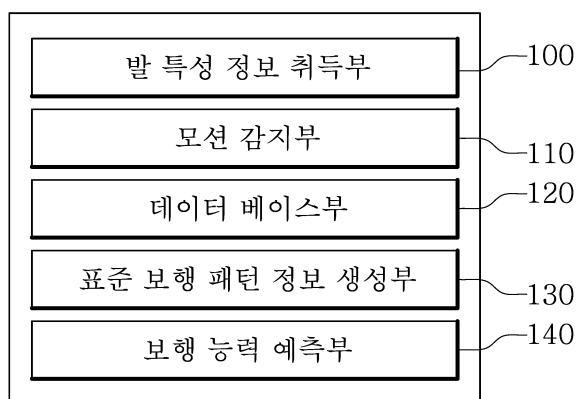 발 특성 정보 취득부 100
모션 감지부 110
데이터 베이스부 120
표준 보행 패턴 정보 생성부 130
보행 능력 예측부 140